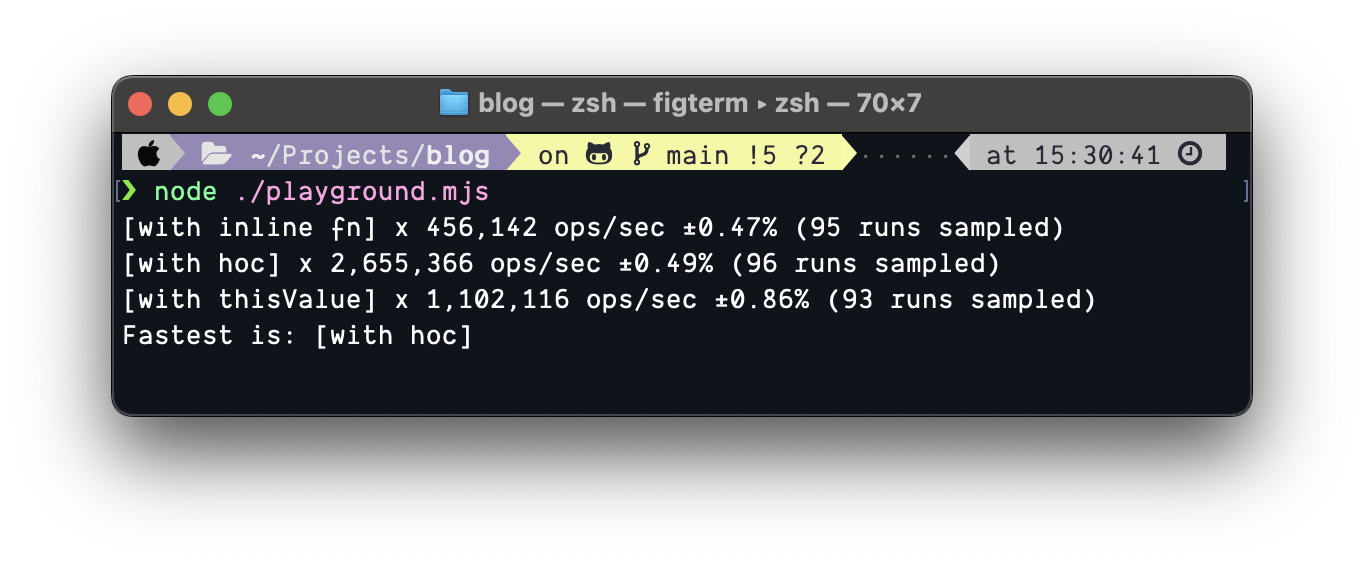 blog — zsh — figterm ▸ zsh — 70×7
~/Projects/blog on main !5 ?2 ······ at 15:30:41
❯ node ./playground.mjs
[with inline fn] x 456,142 ops/sec ±0.47% (95 runs sampled)
[with hoc] x 2,655,366 ops/sec ±0.49% (96 runs sampled)
[with thisValue] x 1,102,116 ops/sec ±0.86% (93 runs sampled)
Fastest is: [with hoc]